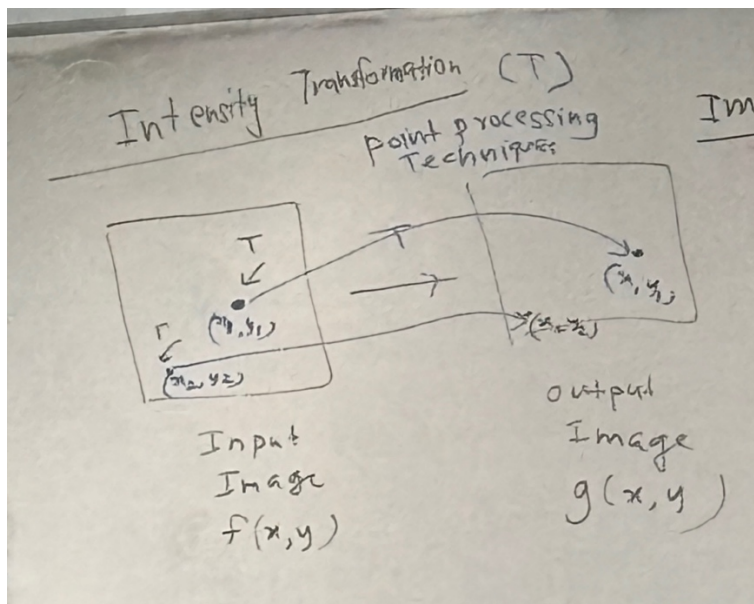 Intensity Transformation (T)
Im
Point processing
Techniques
T
T
(x1, y1)
(x1, y1)
T
(x2, y2)
(x2, y2)
Input
Image
f(x,y)
output
Image
g(x,y)